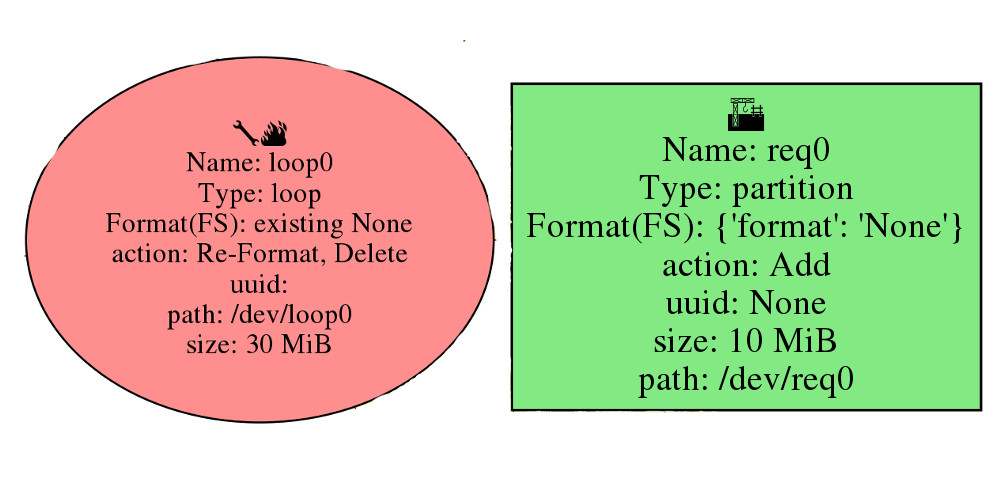 Name: loop0
Type: loop
Format(FS): existing None
action: Re-Format, Delete
uuid:
path: /dev/loop0
size: 30 MiB
Name: req0
Type: partition
Format(FS): {'format': 'None'}
action: Add
uuid: None
size: 10 MiB
path: /dev/req0